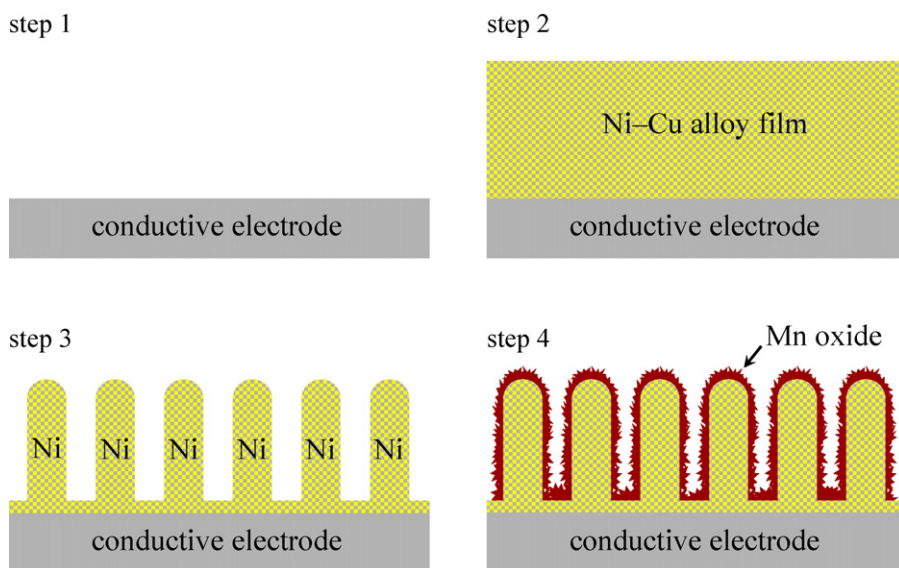 step 1
conductive electrode
step 2
Ni–Cu alloy film
conductive electrode
step 3
Ni Ni Ni Ni Ni Ni
conductive electrode
step 4
Mn oxide
conductive electrode